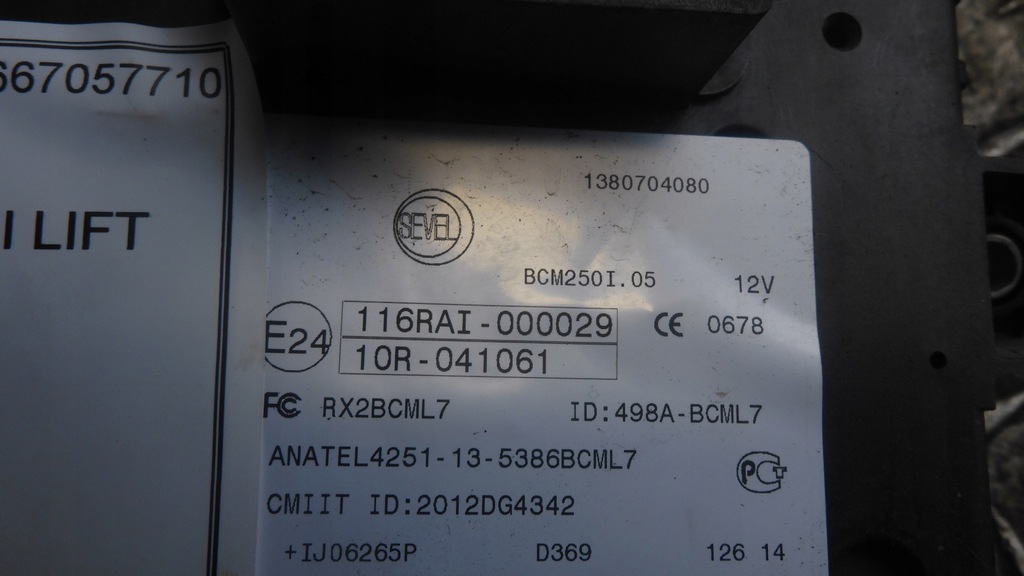 667057710
I LIFT
1380704080
SEVEL
BCM250I.05 12V
E24 116RAI-000029 CE 0678
10R-041061
FC RX2BCML7 ID:498A-BCML7
ANATEL4251-13-5386BCML7
PCT
CMIIT ID:2012DG4342
+IJ06265P D369 126 14